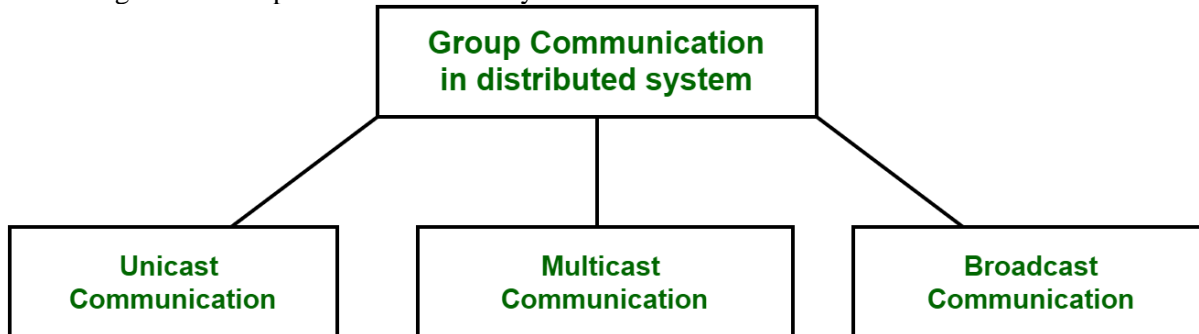 Group Communication
in distributed system
Unicast
Communication
Multicast
Communication
Broadcast
Communication